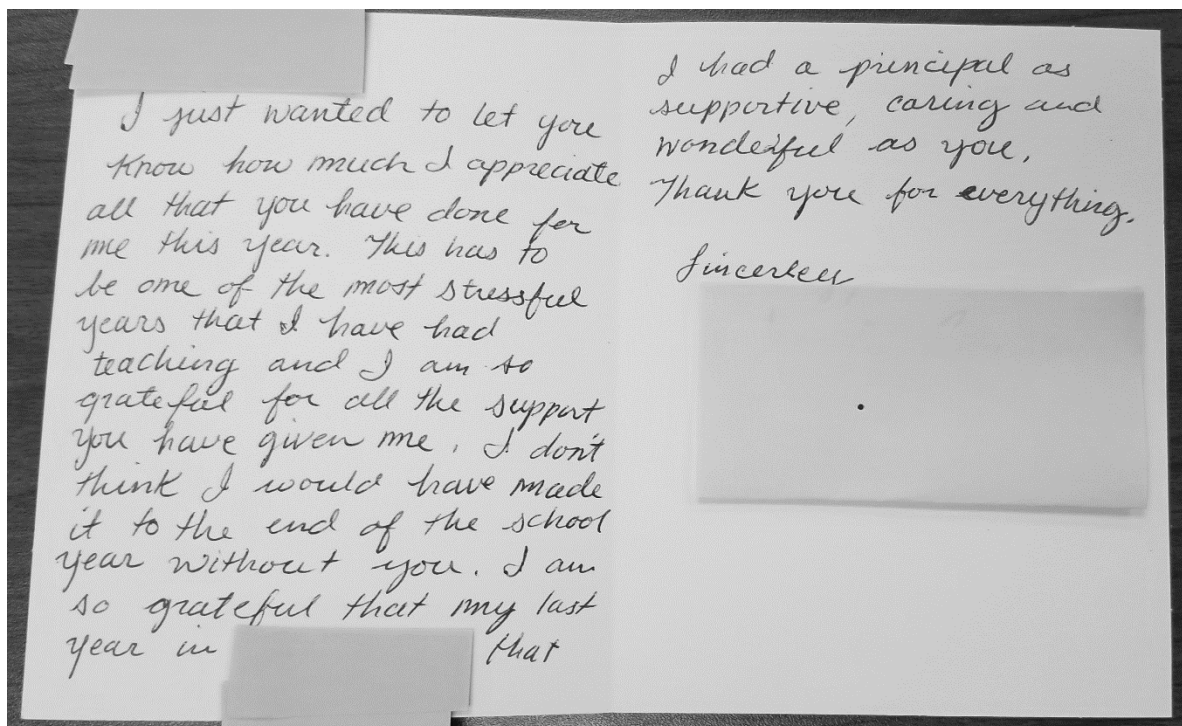 I just wanted to let you
know how much I appreciate
all that you have done for
me this year. This has to
be one of the most stressful
years that I have had
teaching and I am so
grateful for all the support
you have given me. I don't
think I would have made
it to the end of the school
year without you. I am
so grateful that my last
year in that
I had a principal as
supportive, caring and
wonderful as you.
Thank you for everything.
Sincerely